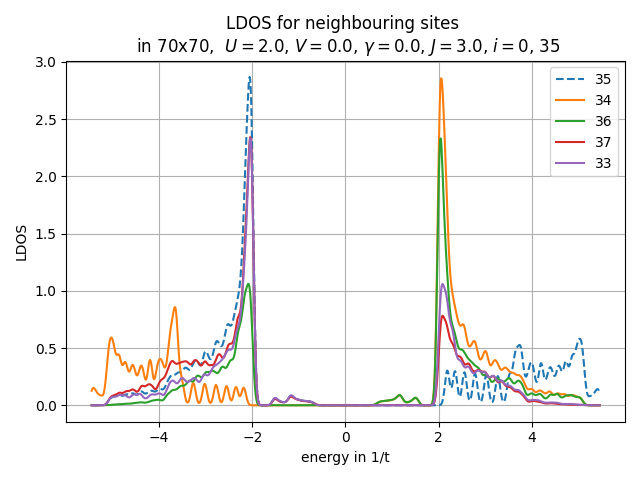 LDOS for neighbouring sites
in 70x70, U = 2.0, V = 0.0, γ = 0.0, J = 3.0, i = 0, 35
3.0
2.5
2.0
1.5
1.0
0.5
0.0
LDOS
35
34
36
37
33
−4 −2 0 2 4
energy in 1/t